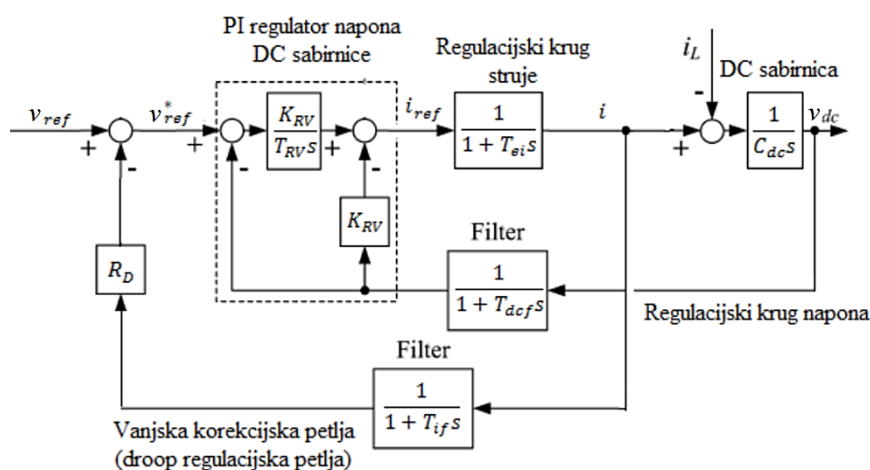 PI regulator napona
DC sabirnice
Regulacijski krug
struje
i_L
DC sabirnica
v_ref
v*_ref
K_RV
T_RV s
i_ref
1
1 + T_ei s
i
1
C_dc s
v_dc
+
-
+
-
+
-
-
+
K_RV
R_D
Filter
1
1 + T_dcf s
Regulacijski krug napona
Filter
1
1 + T_if s
Vanjska korekcijska petlja
(droop regulacijska petlja)